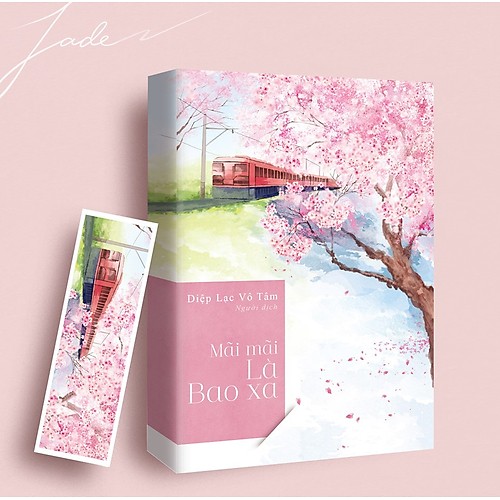 Jade
Diệp Lạc Vô Tâm
Người dịch
Mãi mãi
Là
Bao xa